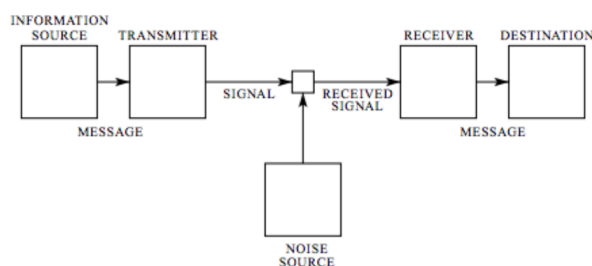 INFORMATION
SOURCE
TRANSMITTER
RECEIVER
DESTINATION
SIGNAL
RECEIVED
SIGNAL
MESSAGE
MESSAGE
NOISE
SOURCE